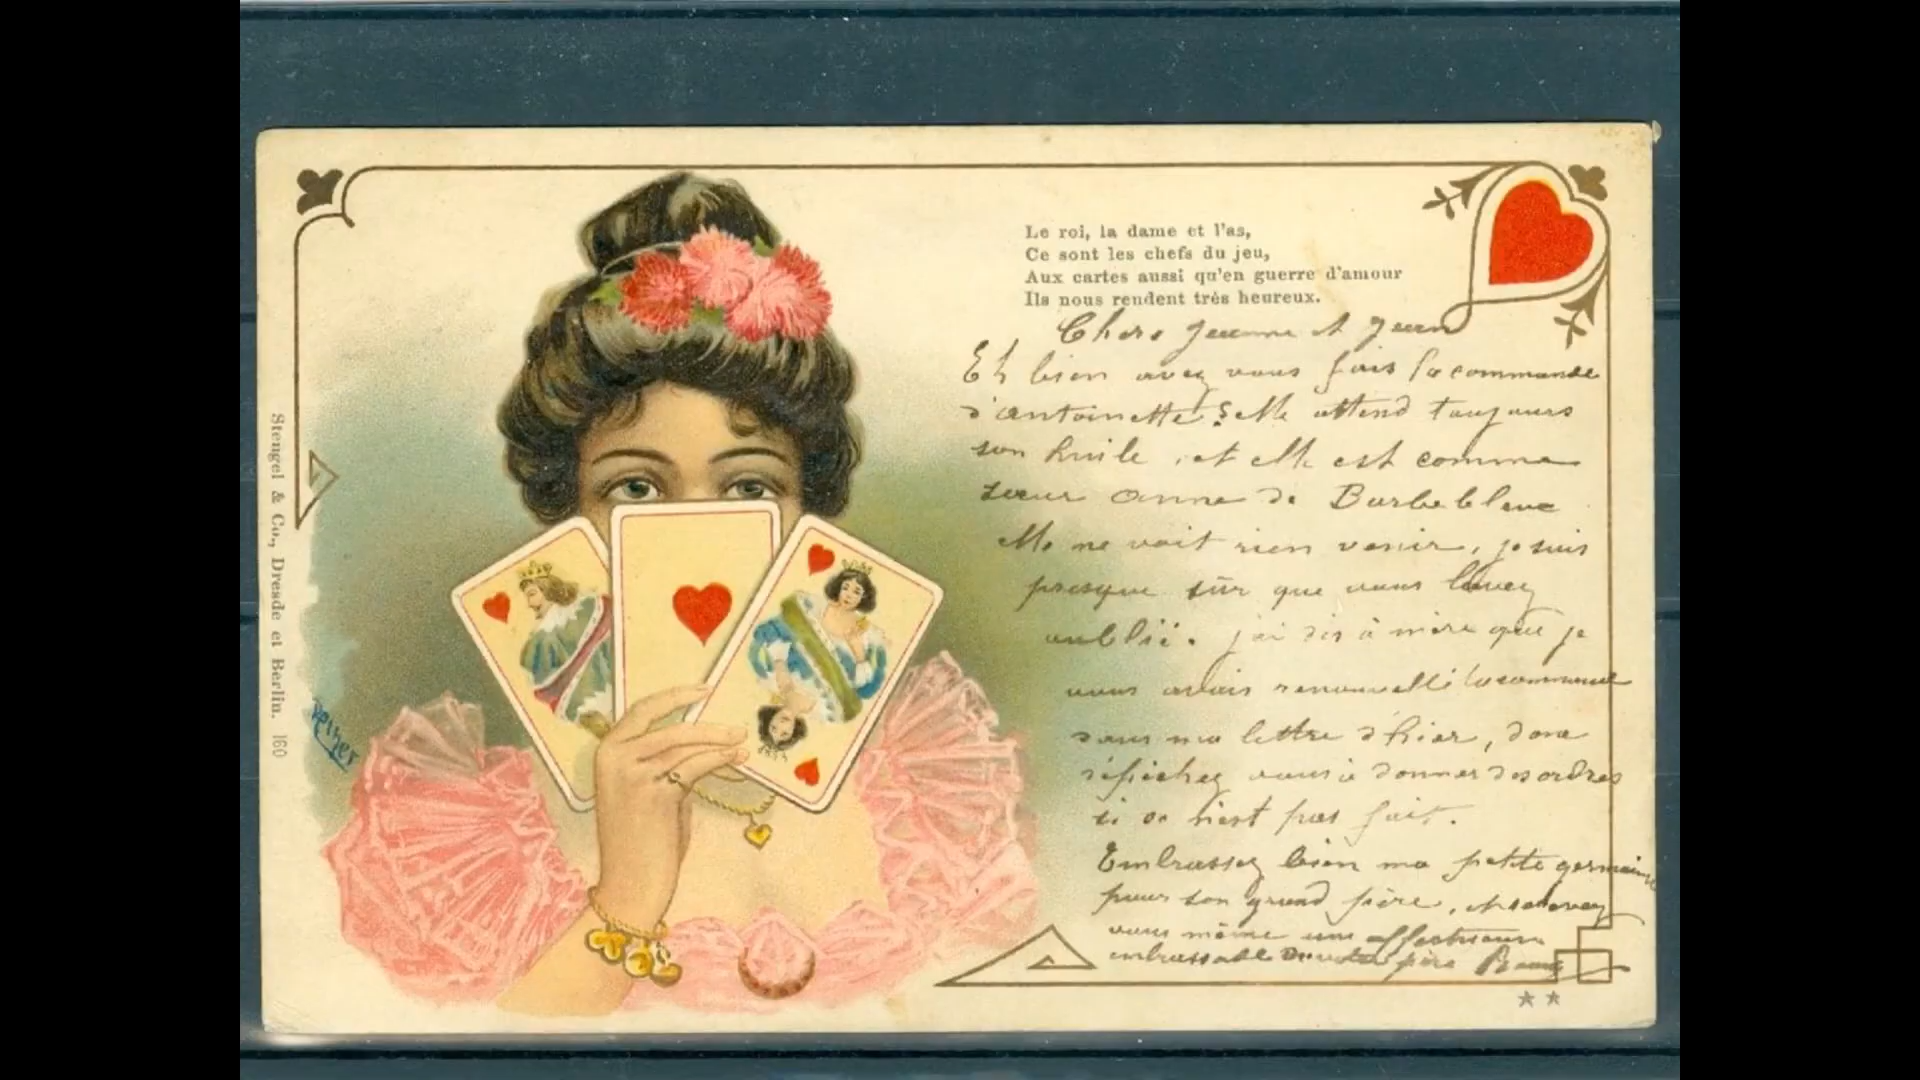 Le roi, la dame et l'as,
Ce sont les chefs du jeu,
Aux cartes aussi qu'en guerre d'amour
Ils nous rendent très heureux.
Chers Jeanne et Jean
Eh bien avez vous fais la commande
d'antoinette? elle attend toujours
son huile, et elle est comme
sœur anne de Barbe bleue
elle ne voit rien venir, je suis
presque sûr que vous l'avez
oublié. j'ai dis à mère que je
vous avais renouvellé la commande
dans ma lettre d'hier, donc
dépêchez vous à donner des ordres
si ce n'est pas fait.
Embrassez bien ma petite germaine
pour son grand père, et recevez
vous même une affectueuse
embrassade de votre père
Stengel & Co., Dresde et Berlin. 160